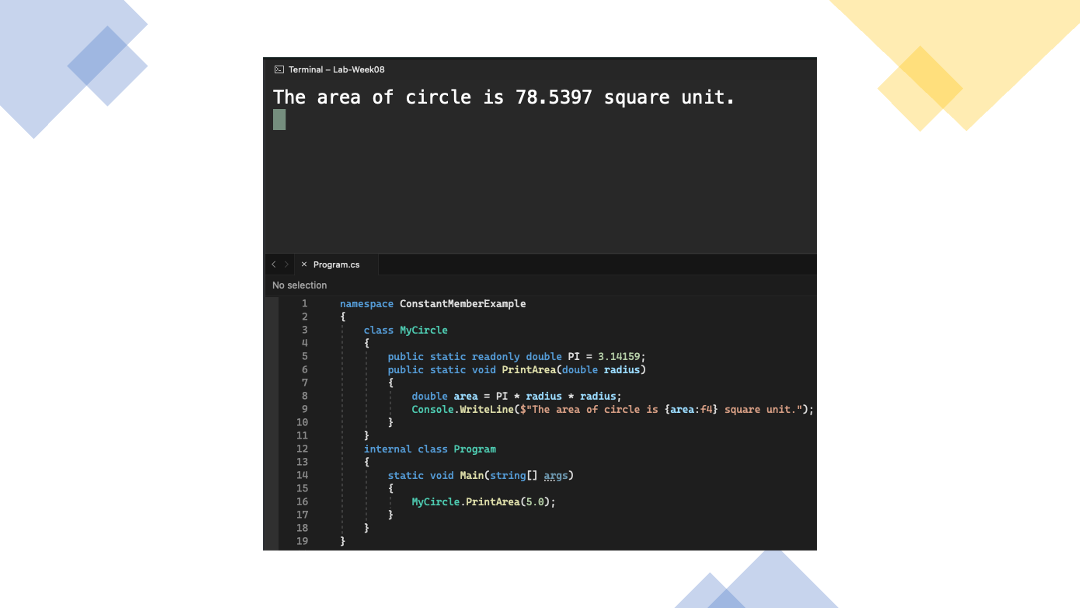 Terminal – Lab-Week08
The area of circle is 78.5397 square unit.
Program.cs
No selection
1 namespace ConstantMemberExample
2 {
3 class MyCircle
4 {
5 public static readonly double PI = 3.14159;
6 public static void PrintArea(double radius)
7 {
8 double area = PI * radius * radius;
9 Console.WriteLine($"The area of circle is {area:f4} square unit.");
10 }
11 }
12 internal class Program
13 {
14 static void Main(string[] args)
15 {
16 MyCircle.PrintArea(5.0);
17 }
18 }
19 }